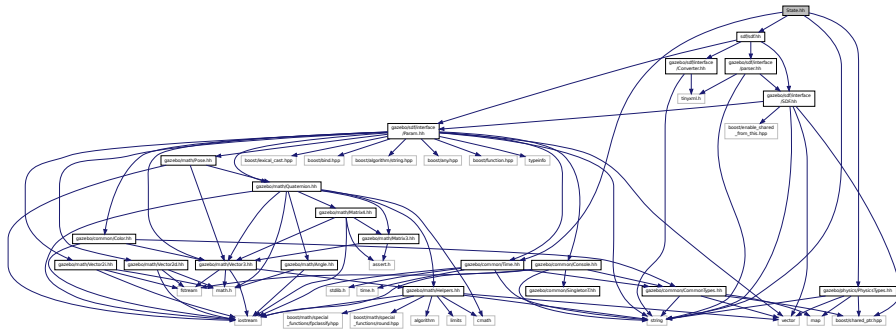 State.hh
sdf/sdf.hh
gazebo/sdf/interface
/Converter.hh
gazebo/sdf/interface
/parser.hh
tinyxml.h
gazebo/sdf/interface
/SDF.hh
gazebo/sdf/interface
/Param.hh
boost/enable_shared
_from_this.hpp
gazebo/math/Pose.hh
boost/lexical_cast.hpp
boost/bind.hpp
boost/algorithm/string.hpp
boost/any.hpp
boost/function.hpp
typeinfo
gazebo/math/Quaternion.hh
gazebo/math/Matrix4.hh
gazebo/common/Color.hh
gazebo/math/Matrix3.hh
gazebo/math/Vector2i.hh
gazebo/math/Vector2d.hh
gazebo/math/Vector3.hh
gazebo/math/Angle.hh
assert.h
gazebo/common/Time.hh
gazebo/common/Console.hh
fstream
math.h
stdlib.h
time.h
gazebo/math/Helpers.hh
gazebo/common/SingletonT.hh
gazebo/common/CommonTypes.hh
gazebo/physics/PhysicsTypes.hh
iostream
boost/math/special
_functions/fpclassify.hpp
boost/math/special
_functions/round.hpp
algorithm
limits
cmath
string
vector
map
boost/shared_ptr.hpp